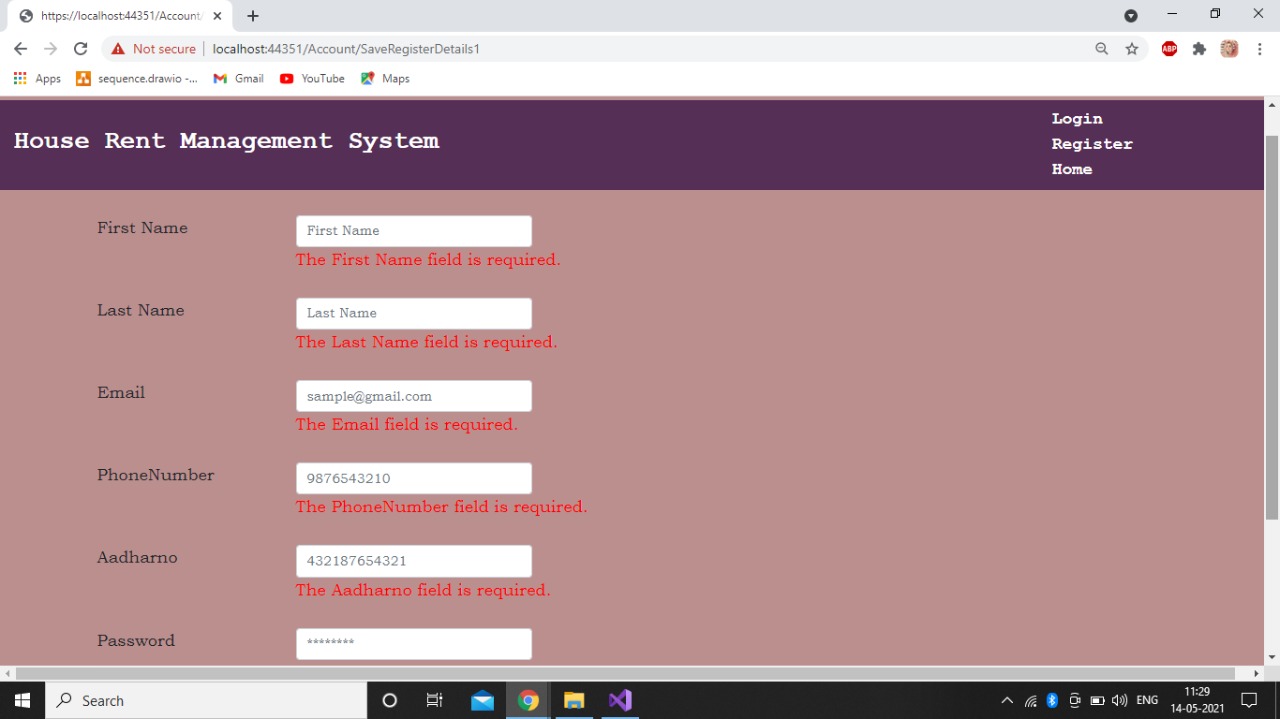 https://localhost:44351/Account/
Not secure localhost:44351/Account/SaveRegisterDetails1
ABP
Apps sequence.drawio -... Gmail YouTube Maps
House Rent Management System
Login
Register
Home
First Name First Name
The First Name field is required.
Last Name Last Name
The Last Name field is required.
Email sample@gmail.com
The Email field is required.
PhoneNumber 9876543210
The PhoneNumber field is required.
Aadharno 432187654321
The Aadharno field is required.
Password ********
Search
ENG
11:29
14-05-2021